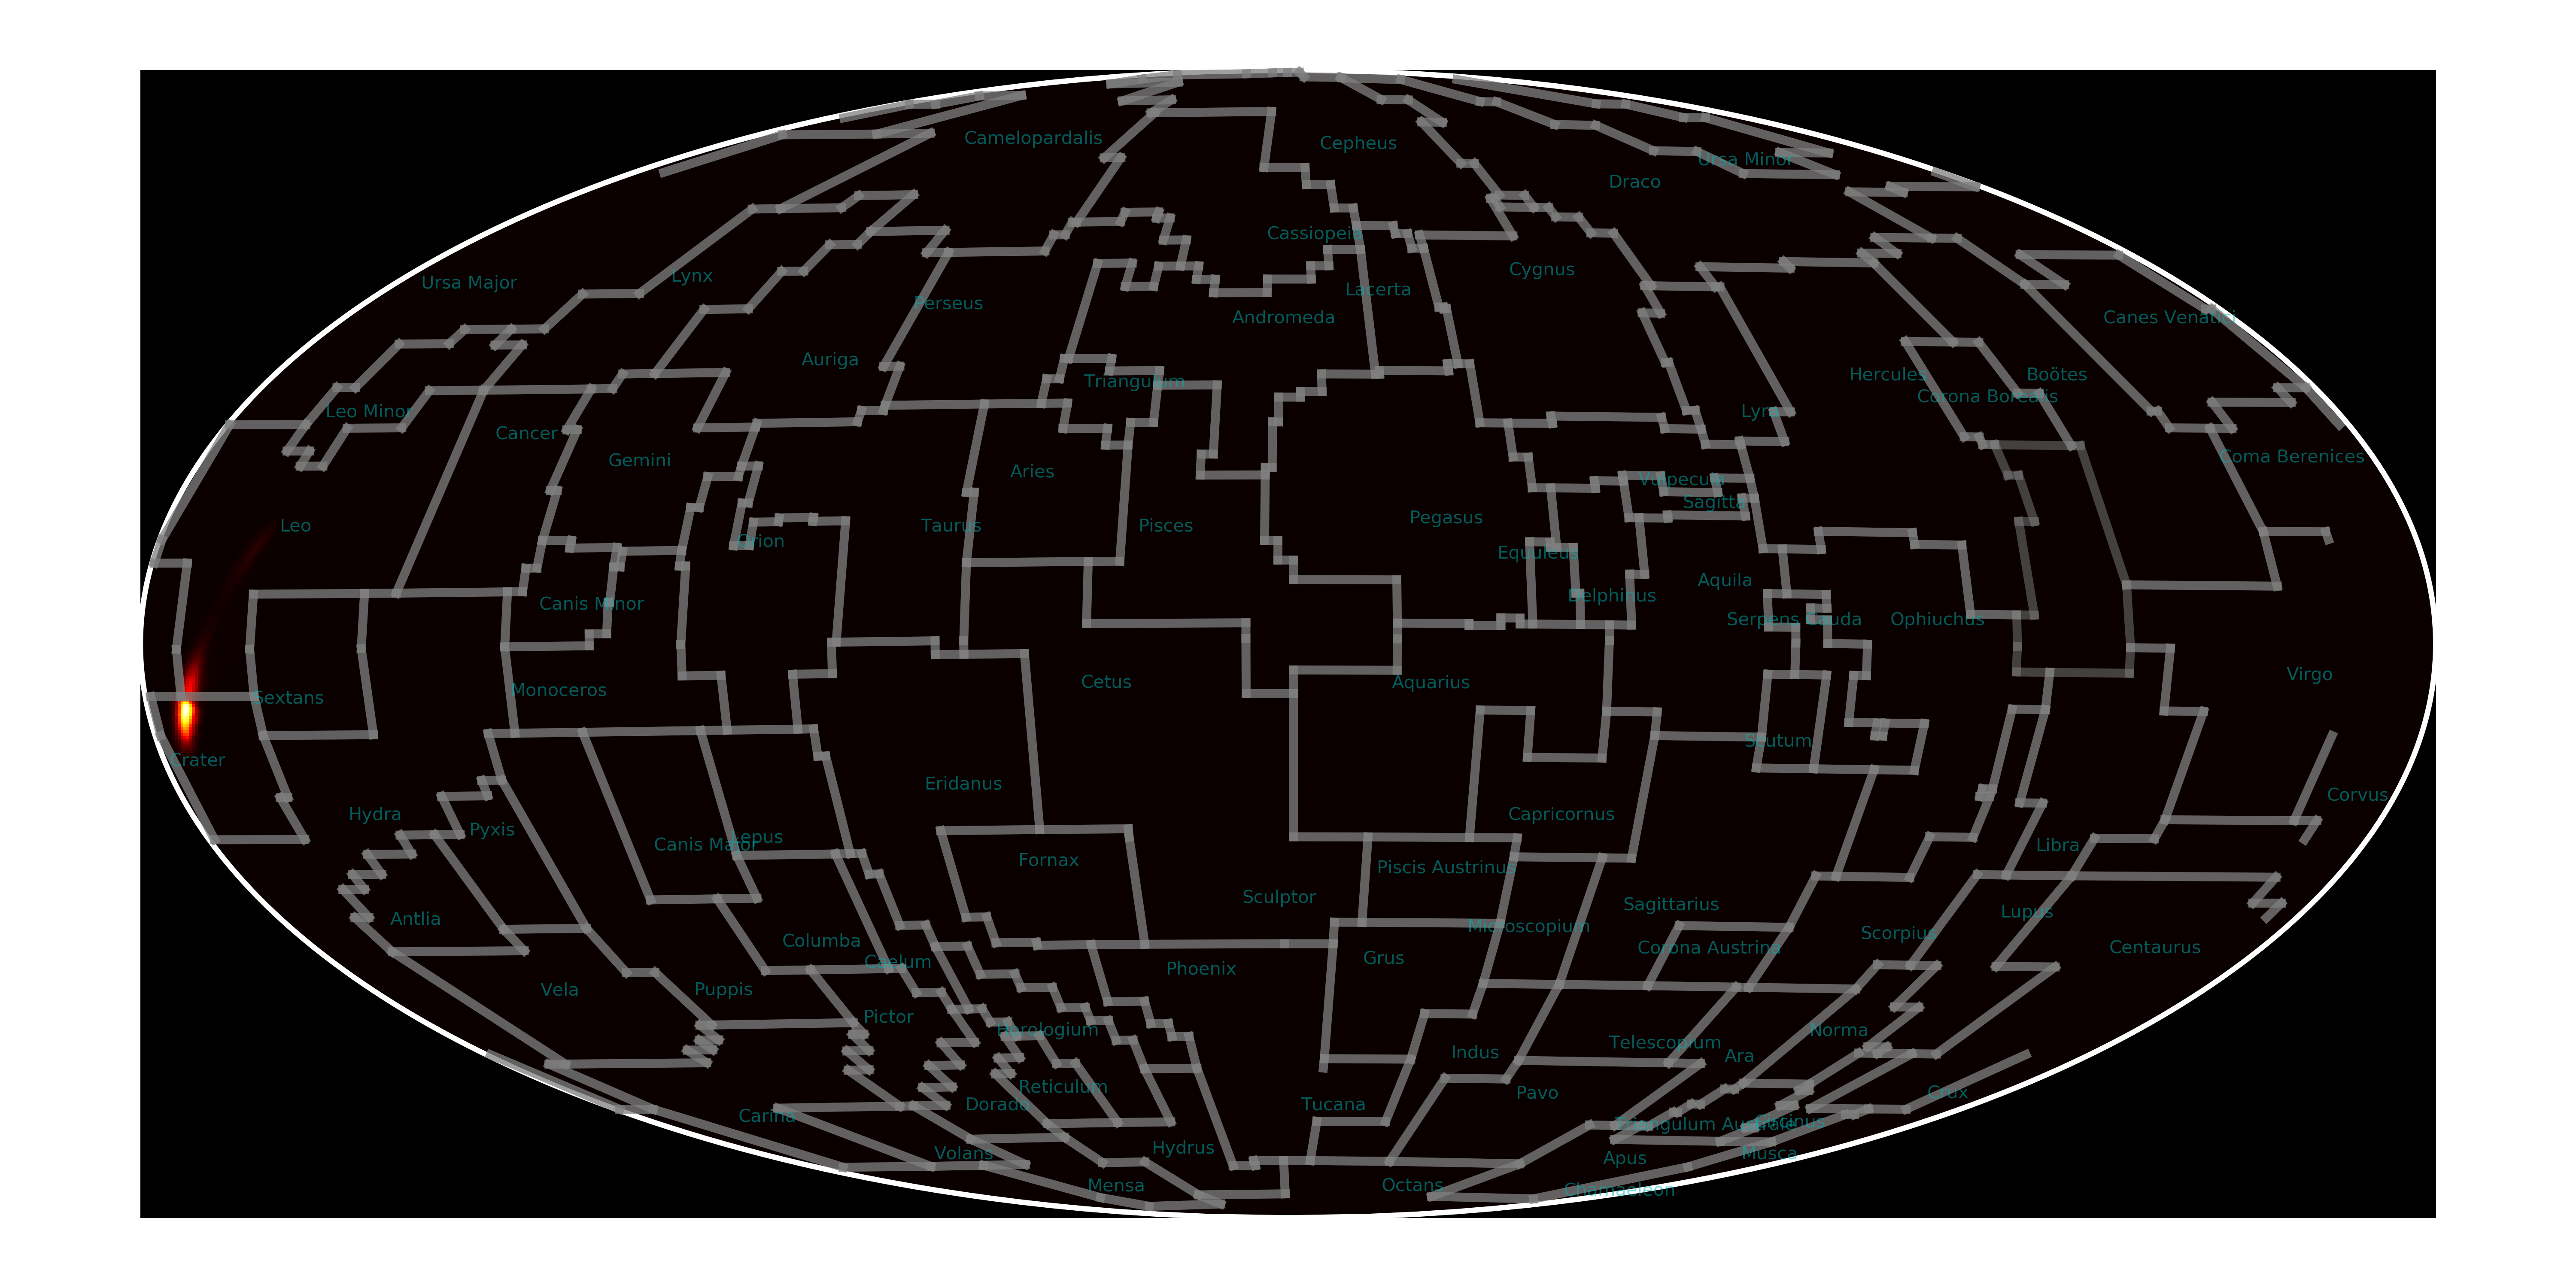 Camelopardalis
Cepheus
Ursa Minor
Draco
Cassiopeia
Ursa Major
Lynx
Cygnus
Lacerta
Perseus
Andromeda
Canes Venatici
Auriga
Triangulum
Hercules
Boötes
Corona Borealis
Leo Minor
Lyra
Cancer
Gemini
Coma Berenices
Aries
Vulpecula
Sagitta
Leo
Orion
Taurus
Pisces
Pegasus
Equuleus
Aquila
Canis Minor
Delphinus
Serpens Cauda
Ophiuchus
Sextans
Monoceros
Cetus
Aquarius
Virgo
Crater
Scutum
Eridanus
Corvus
Hydra
Pyxis
Canis Major
Lepus
Capricornus
Libra
Fornax
Piscis Austrinus
Sculptor
Sagittarius
Antlia
Microscopium
Lupus
Columba
Corona Austrina
Scorpius
Centaurus
Caelum
Phoenix
Grus
Vela
Puppis
Pictor
Horologium
Telescopium
Norma
Indus
Ara
Reticulum
Pavo
Crux
Carina
Dorado
Tucana
Triangulum Australe
Circinus
Volans
Hydrus
Apus
Musca
Mensa
Octans
Chamaeleon